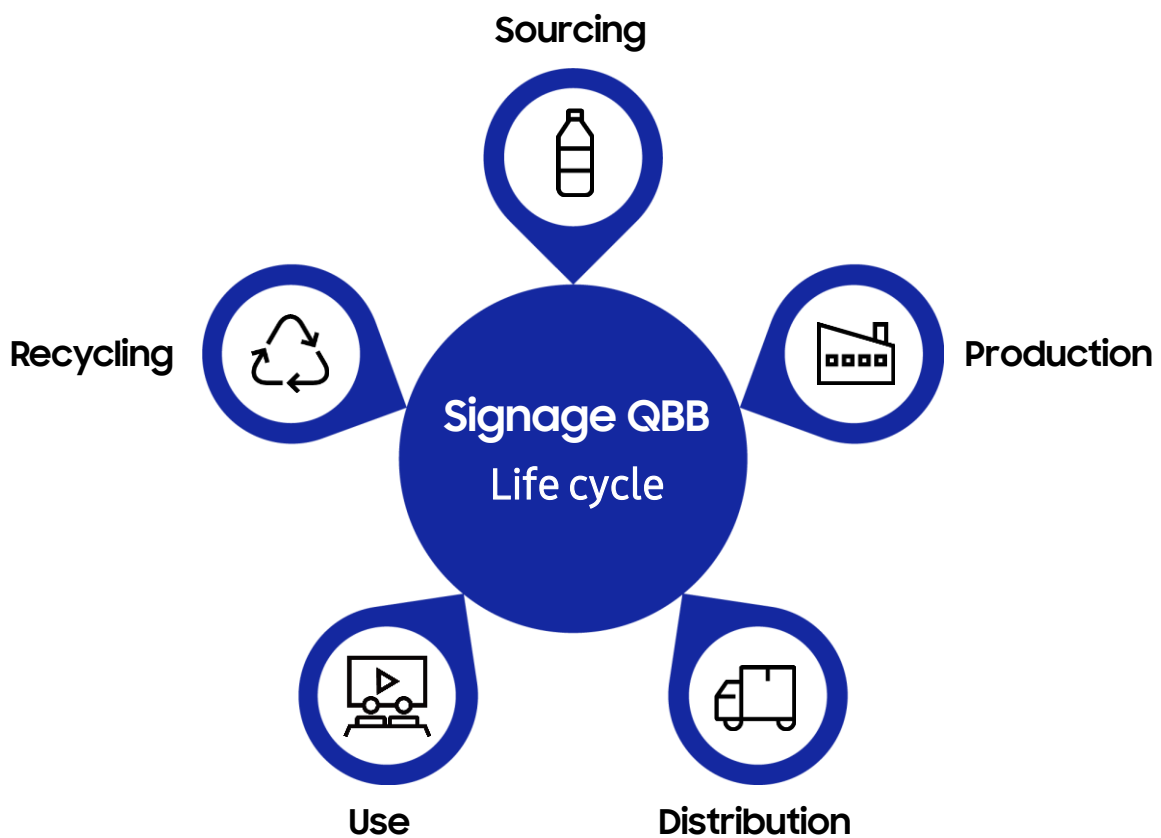 Sourcing
Recycling
Production
Signage QBB
Life cycle
Use
Distribution